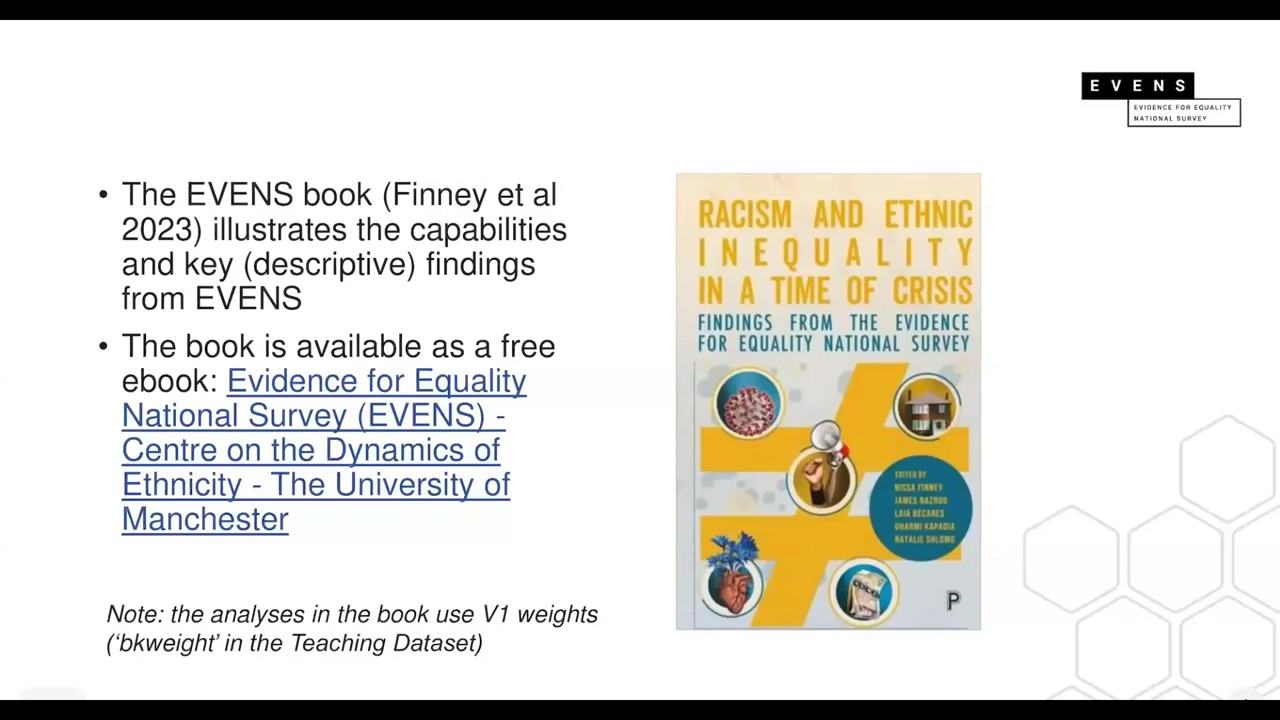 EVENS
EVIDENCE FOR EQUALITY
NATIONAL SURVEY
• The EVENS book (Finney et al
2023) illustrates the capabilities
and key (descriptive) findings
from EVENS
• The book is available as a free
ebook: Evidence for Equality
National Survey (EVENS) -
Centre on the Dynamics of
Ethnicity - The University of
Manchester
Note: the analyses in the book use V1 weights
(‘bkweight’ in the Teaching Dataset)
RACISM AND ETHNIC
INEQUALITY
IN A TIME OF CRISIS
FINDINGS FROM THE EVIDENCE
FOR EQUALITY NATIONAL SURVEY
EDITED BY
NISSA FINNEY
JAMES NAZROO
LAIA BÉCARES
DHARMI KAPADIA
NATALIE SHLOMO
P